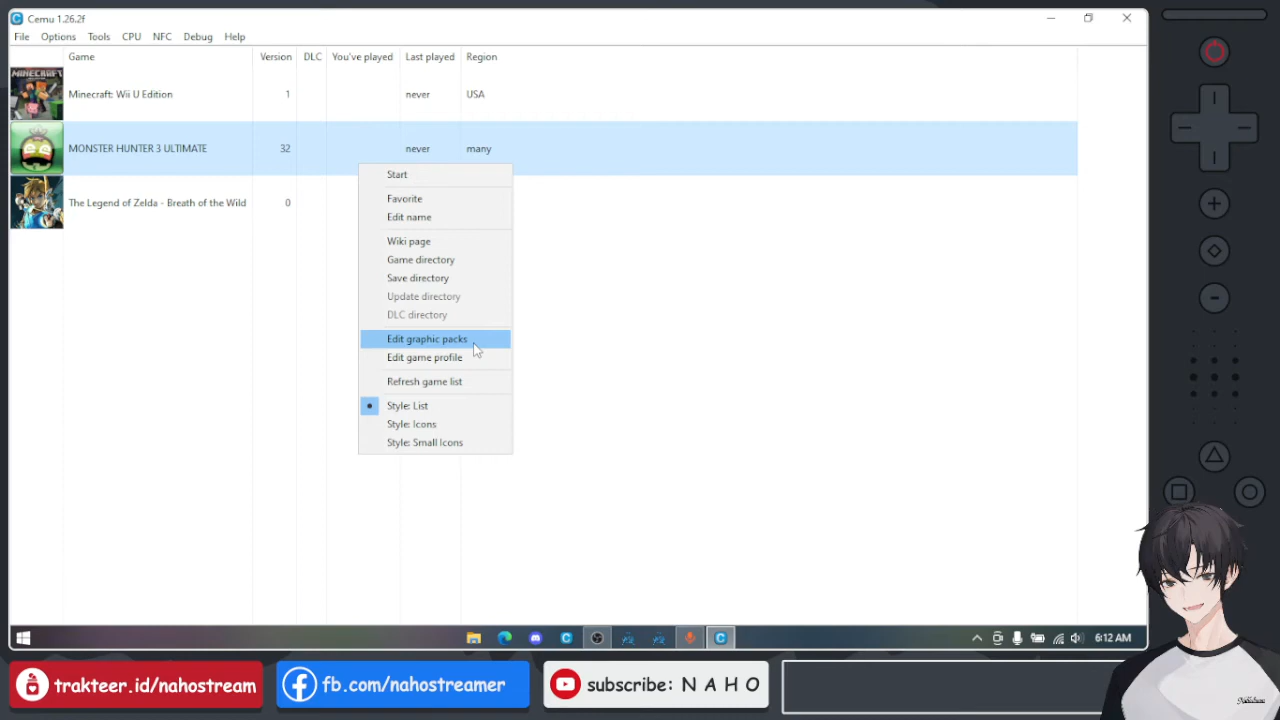 Cemu 1.26.2f
File Options Tools CPU NFC Debug Help
Game Version DLC You've played Last played Region
MINECRAFT
Minecraft: Wii U Edition 1 never USA
MONSTER HUNTER 3 ULTIMATE 32 never many
The Legend of Zelda - Breath of the Wild 0
Start
Favorite
Edit name
Wiki page
Game directory
Save directory
Update directory
DLC directory
Edit graphic packs
Edit game profile
Refresh game list
Style: List
Style: Icons
Style: Small Icons
6:12 AM
trakteer.id/nahostream
fb.com/nahostreamer
subscribe: N A H O